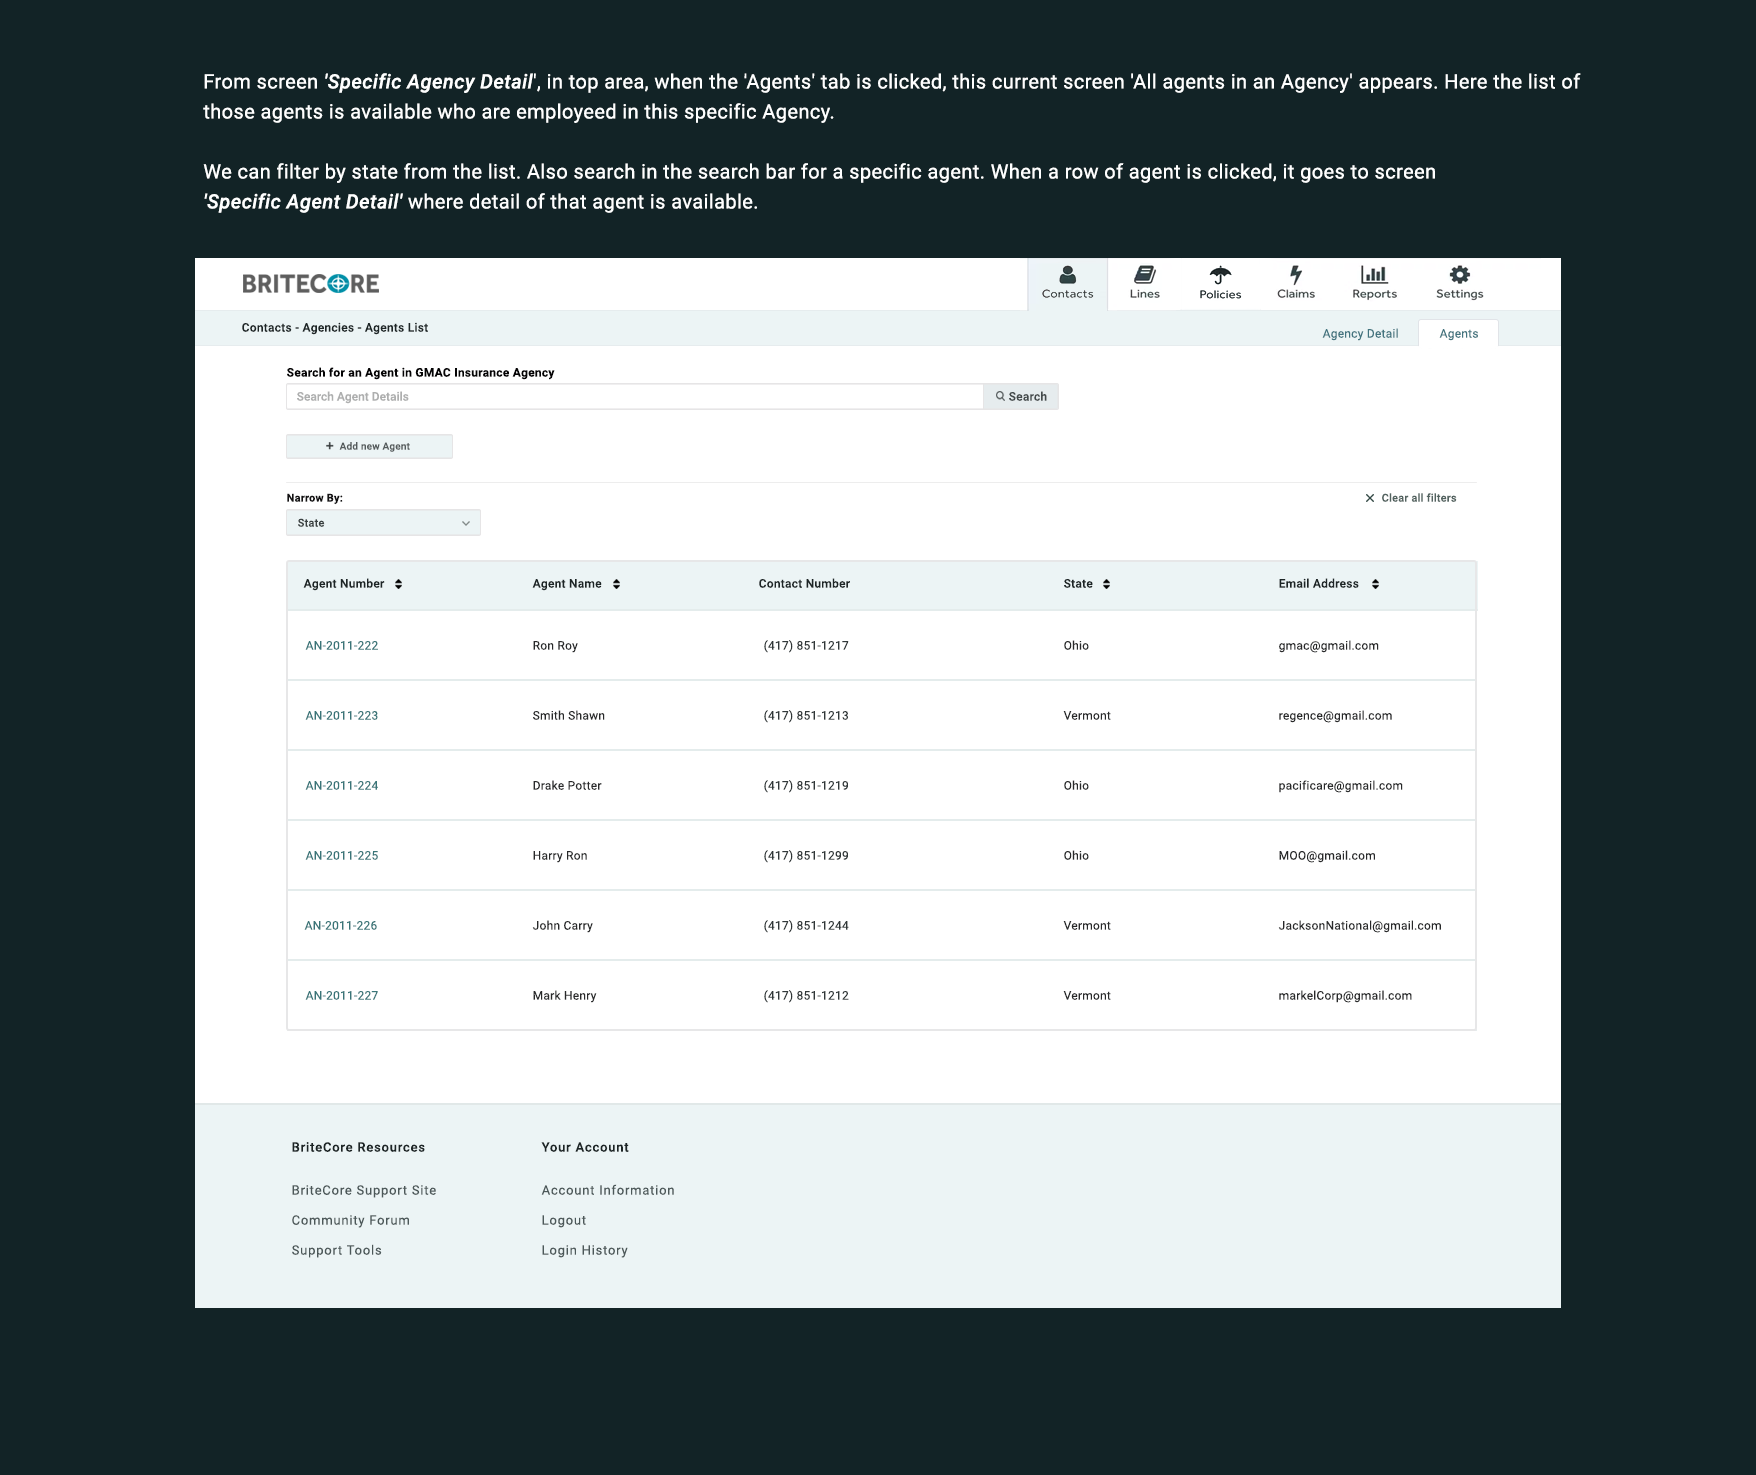 From screen 'Specific Agency Detail', in top area, when the 'Agents' tab is clicked, this current screen 'All agents in an Agency' appears. Here the list of
those agents is available who are employeed in this specific Agency.
We can filter by state from the list. Also search in the search bar for a specific agent. When a row of agent is clicked, it goes to screen
'Specific Agent Detail' where detail of that agent is available.
BRITECORE
Contacts Lines Policies Claims Reports Settings
Contacts - Agencies - Agents List
Agency Detail Agents
Search for an Agent in GMAC Insurance Agency
Search Agent Details Search
+ Add new Agent
Narrow By: Clear all filters
State
Agent Number Agent Name Contact Number State Email Address
AN-2011-222 Ron Roy (417) 851-1217 Ohio gmac@gmail.com
AN-2011-223 Smith Shawn (417) 851-1213 Vermont regence@gmail.com
AN-2011-224 Drake Potter (417) 851-1219 Ohio pacificare@gmail.com
AN-2011-225 Harry Ron (417) 851-1299 Ohio MOO@gmail.com
AN-2011-226 John Carry (417) 851-1244 Vermont JacksonNational@gmail.com
AN-2011-227 Mark Henry (417) 851-1212 Vermont markelCorp@gmail.com
BriteCore Resources Your Account
BriteCore Support Site Account Information
Community Forum Logout
Support Tools Login History